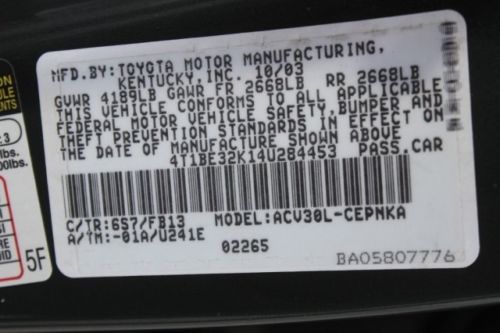 MFD.BY:TOYOTA MOTOR MANUFACTURING,
KENTUCKY, INC. 10/03
GVWR 4189LB GAWR FR 2668LB RR 2668LB
THIS VEHICLE CONFORMS TO ALL APPLICABLE
FEDERAL MOTOR VEHICLE SAFETY, BUMPER AND
THEFT PREVENTION STANDARDS IN EFFECT ON
THE DATE OF MANUFACTURE SHOWN ABOVE
4T1BE32K14U284453 PASS.CAR
C/TR:6S7/FB13 MODEL:ACV30L-CEPNKA
A/TM:-01A/U241E
02265
BA05807776
5F
lbs.